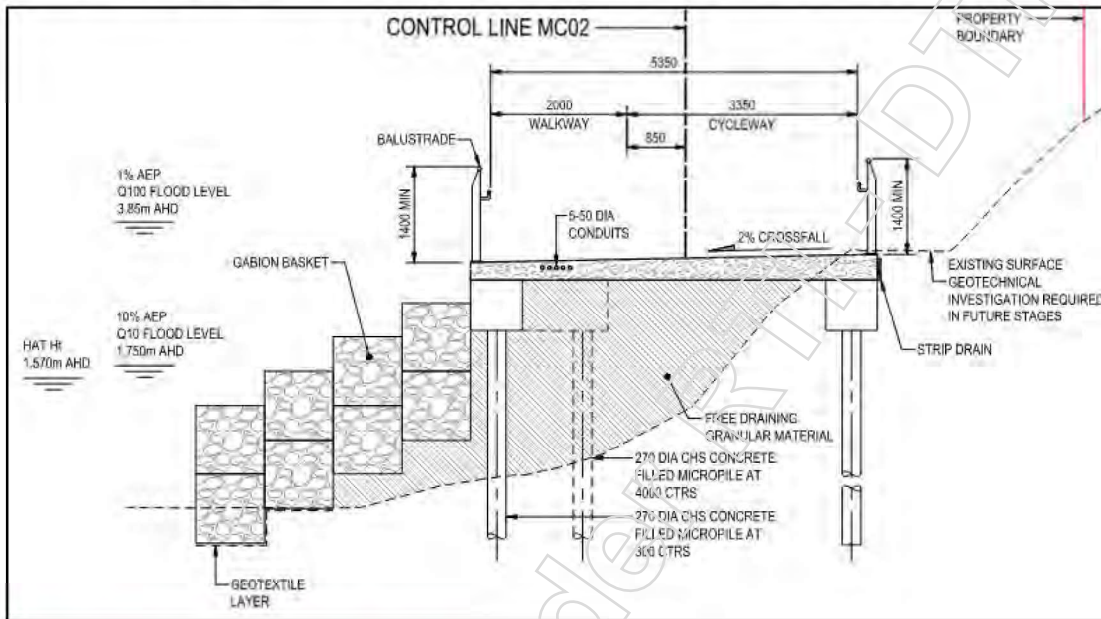 CONTROL LINE MC02
PROPERTY
BOUNDARY
5350
2000
WALKWAY
3350
CYCLEWAY
850
BALUSTRADE
1400 MIN
1400 MIN
1% AEP
Q100 FLOOD LEVEL
3.85m AHD
5-50 DIA
CONDUITS
2% CROSSFALL
GABION BASKET
EXISTING SURFACE
GEOTECHNICAL
INVESTIGATION REQUIRED
IN FUTURE STAGES
10% AEP
Q10 FLOOD LEVEL
1.750m AHD
HAT Ht
1.570m AHD
STRIP DRAIN
FREE DRAINING
GRANULAR MATERIAL
270 DIA CHS CONCRETE
FILLED MICROPILE AT
4000 CTRS
270 DIA CHS CONCRETE
FILLED MICROPILE AT
300 CTRS
GEOTEXTILE
LAYER